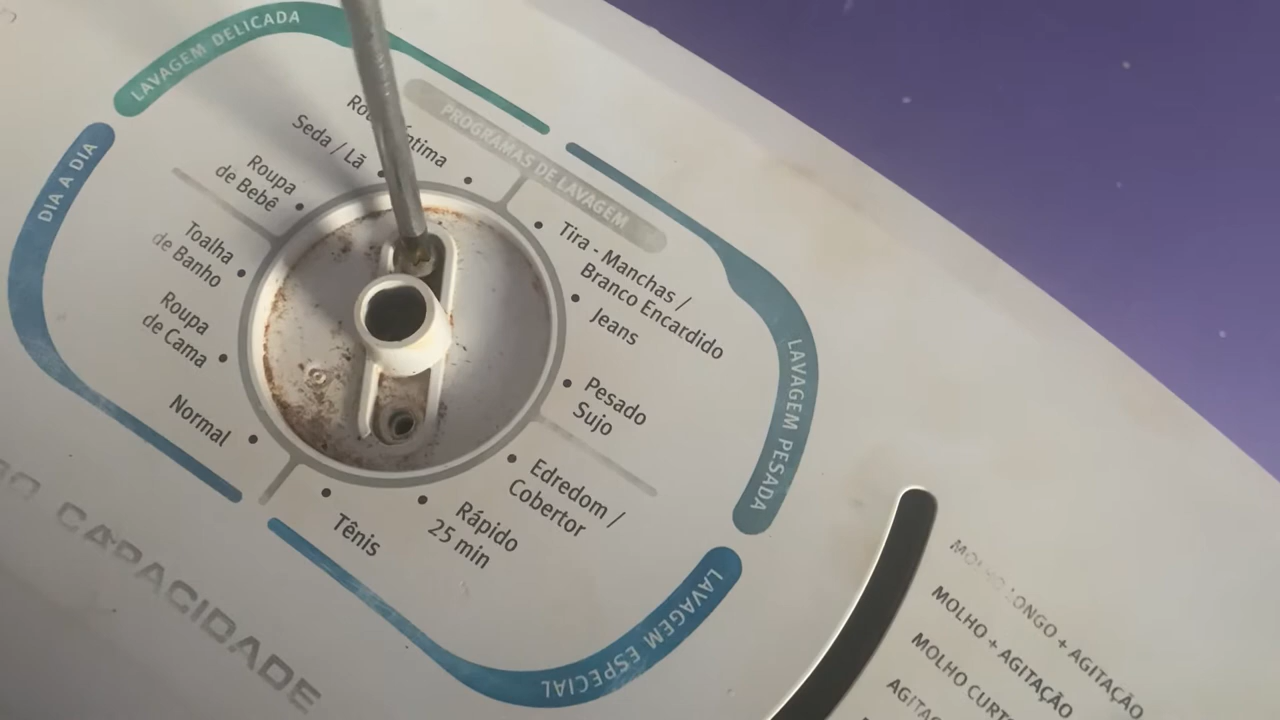 LAVAGEM DELICADA
PROGRAMAS DE LAVAGEM
Seda / Lã
Roupa
de Bebê
DIA A DIA
Toalha
de Banho
Roupa
de Cama
Normal
Tira - Manchas /
Branco Encardido
Jeans
Pesado
Sujo
LAVAGEM PESADA
Edredom /
Cobertor
Rápido
25 min
Tênis
LAVAGEM ESPECIAL
CAPACIDADE
LONGO + AGITAÇÃO
MOLHO + AGITAÇÃO
MOLHO